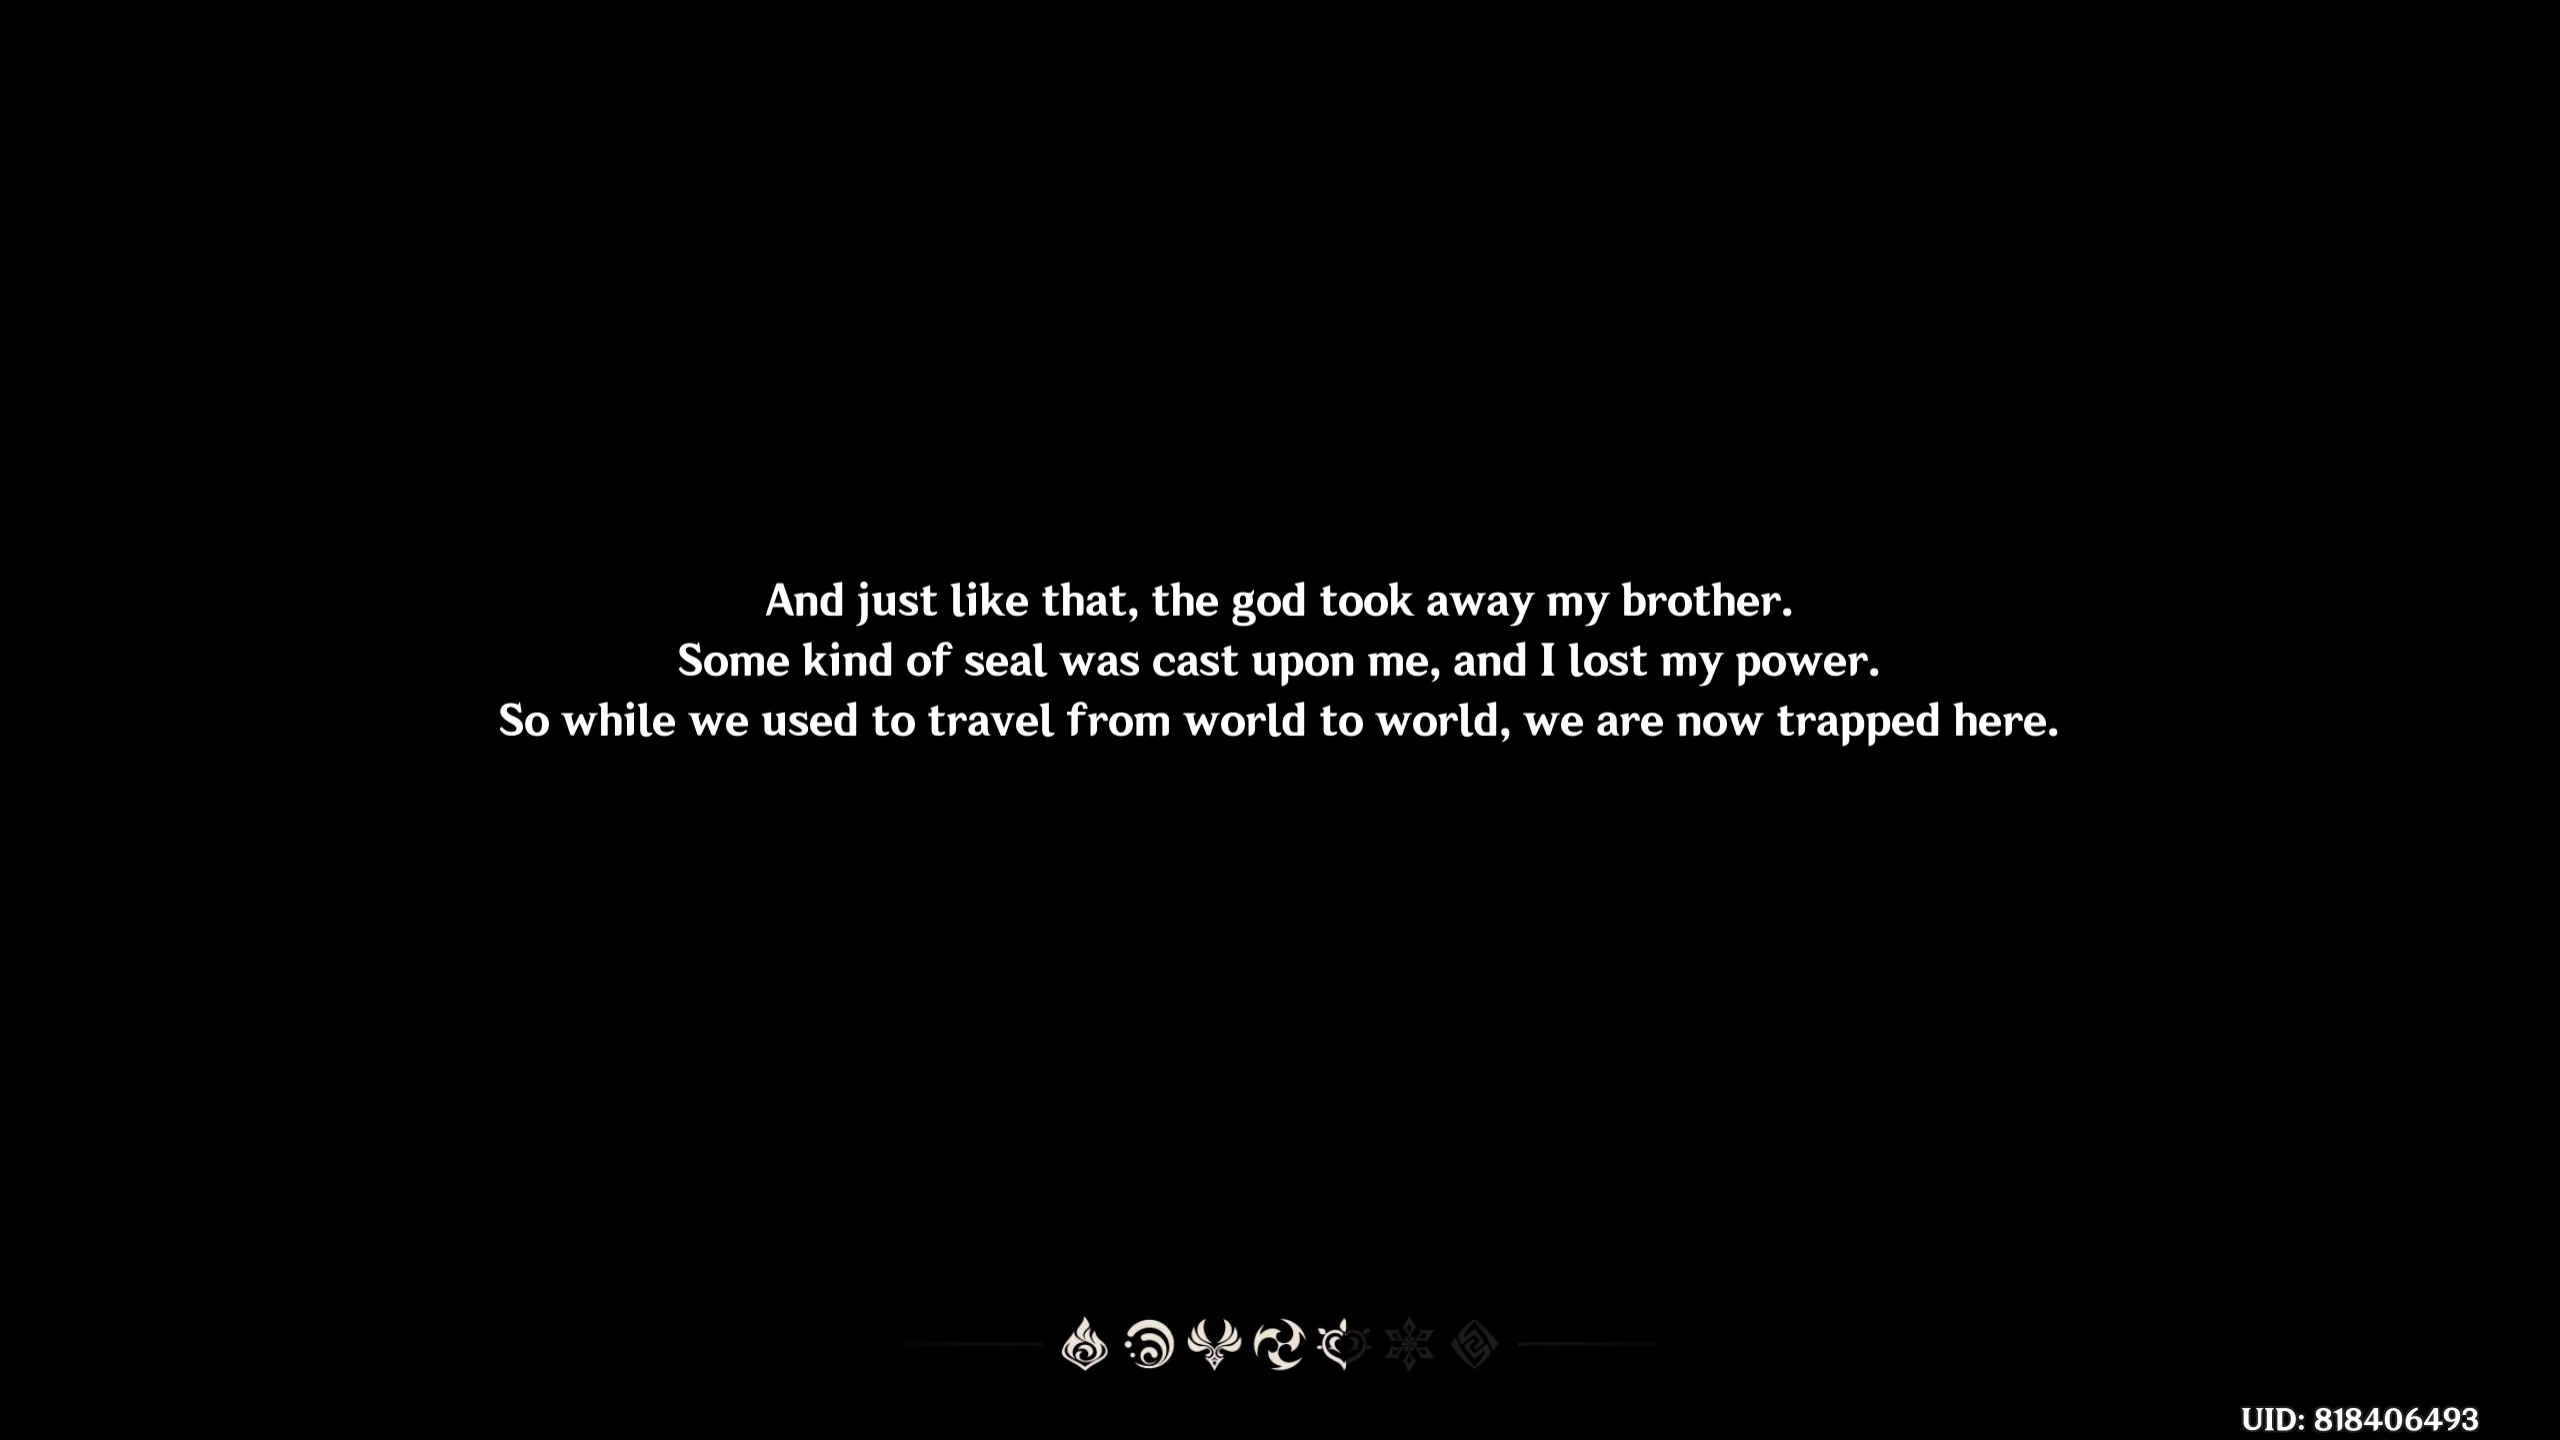 And just like that, the god took away my brother.
Some kind of seal was cast upon me, and I lost my power.
So while we used to travel from world to world, we are now trapped here.
UID: 818406493